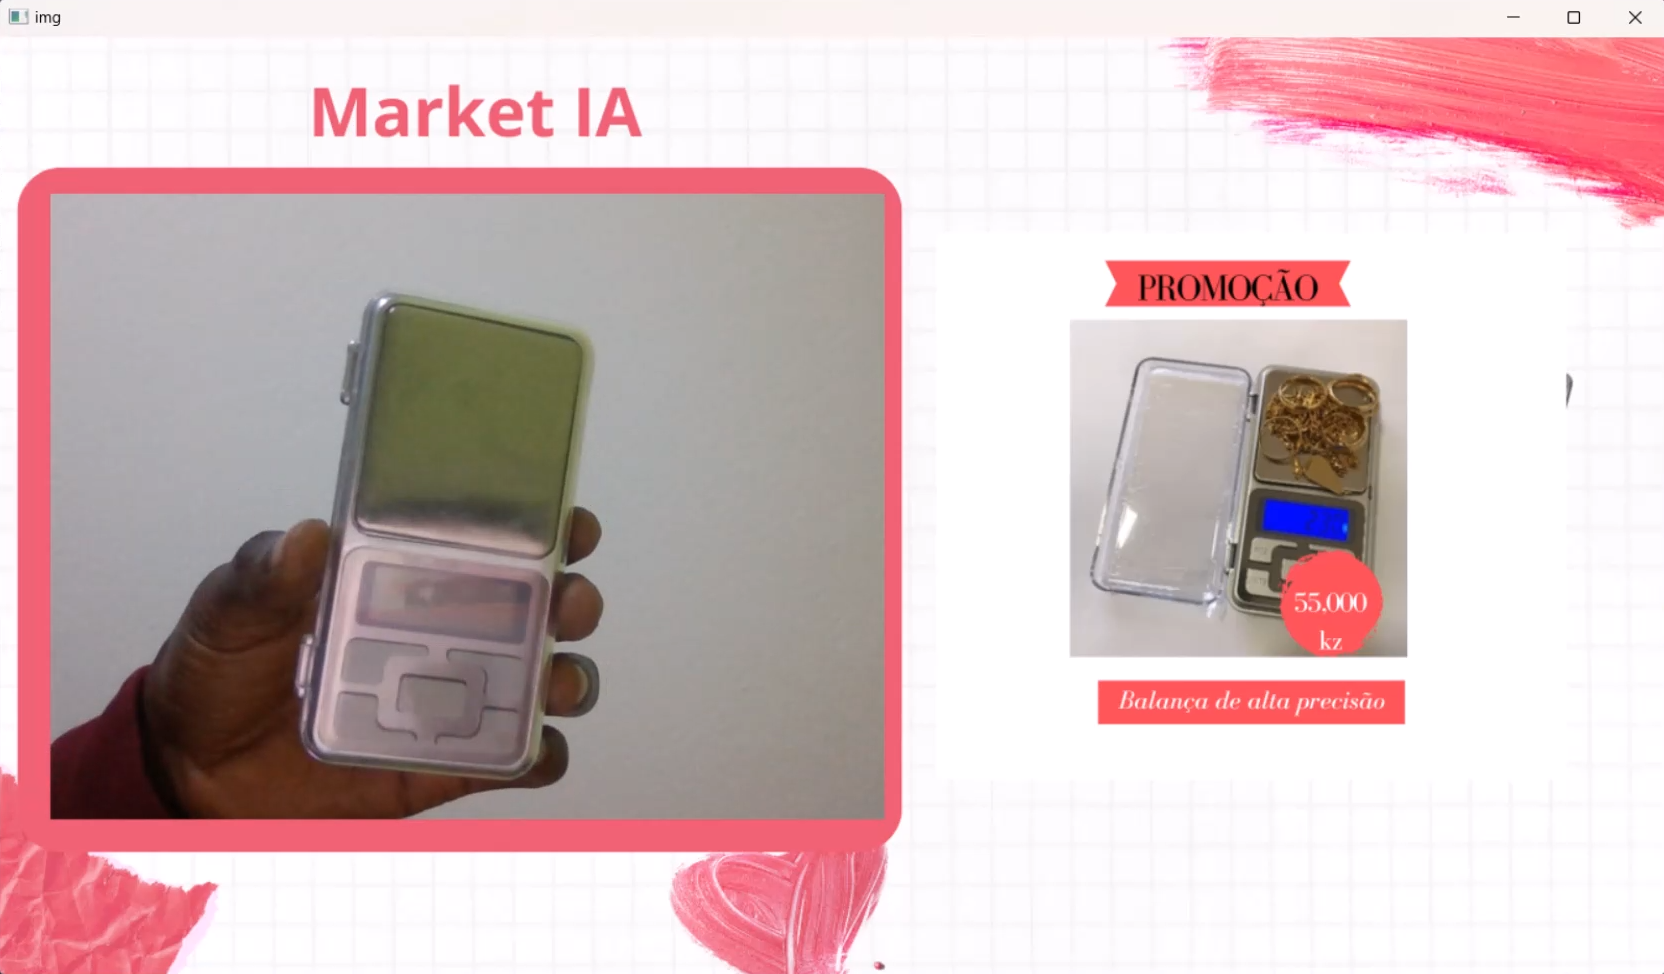 img
Market IA
PROMOÇÃO
55,000
kz
Balança de alta precisão